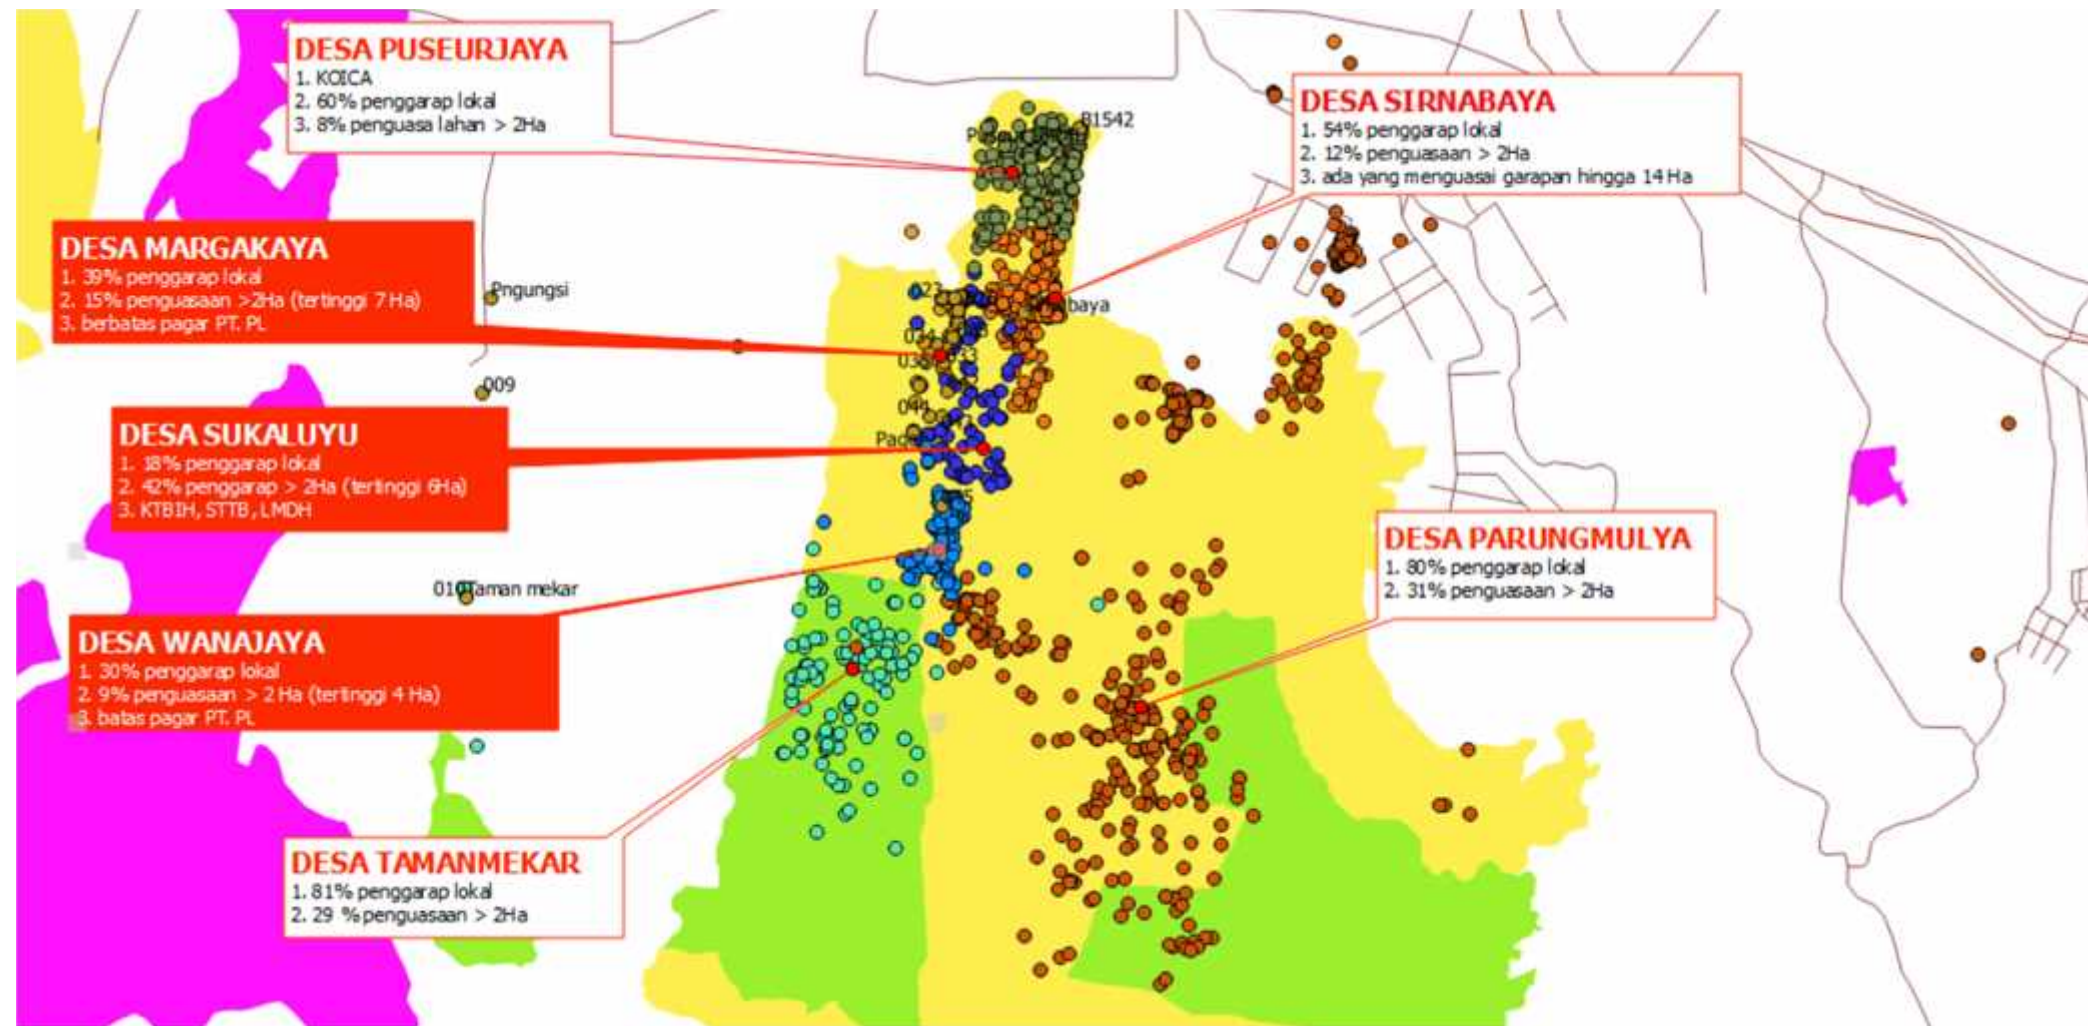 DESA PUSEURJAYA
1. KOICA
2. 60% penggarap lokal
3. 8% penguasa lahan > 2Ha
DESA SIRNABAYA
1. 54% penggarap lokal
2. 12% penguasaan > 2Ha
3. ada yang menguasai garapan hingga 14 Ha
B1542
DESA MARGAKAYA
1. 39% penggarap lokal
2. 15% penguasaan >2Ha (tertinggi 7 Ha)
3. berbatas pagar PT. PL
Pngungsi
023
baya
034
033
009
044
DESA SUKALUYU
1. 18% penggarap lokal
2. 42% penggarap > 2Ha (tertinggi 6Ha)
3. KTBIH, STTB, LMDH
DESA PARUNGMULYA
1. 80% penggarap lokal
2. 31% penguasaan > 2Ha
010 Taman mekar
DESA WANAJAYA
1. 30% penggarap lokal
2. 9% penguasaan > 2 Ha (tertinggi 4 Ha)
3. batas pagar PT. PL
DESA TAMANMEKAR
1. 81% penggarap lokal
2. 29 % penguasaan > 2Ha